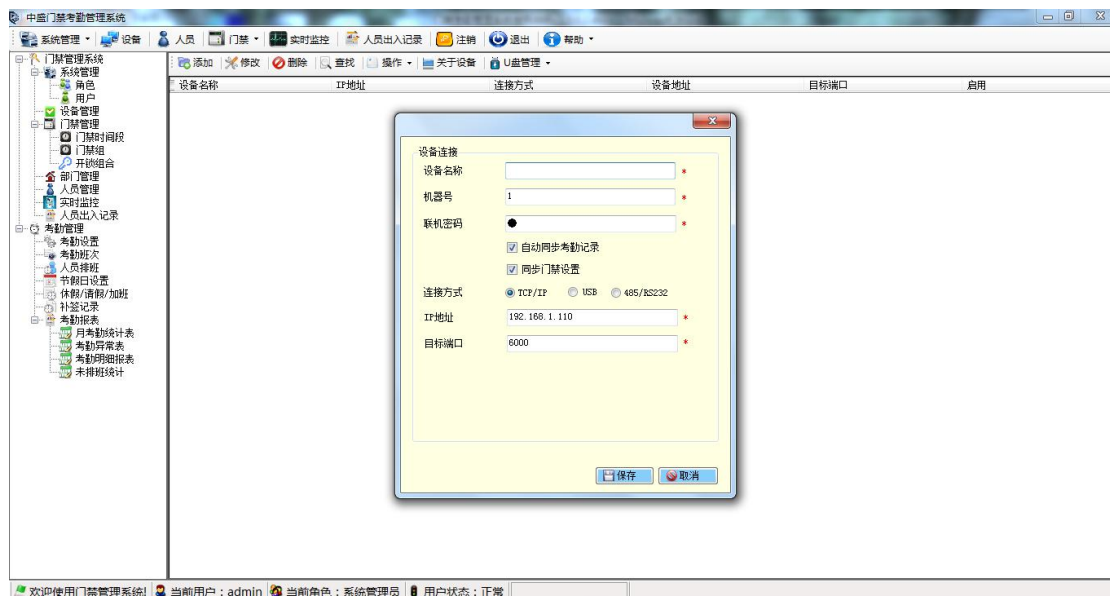 中盛门禁考勤管理系统
系统管理 设备 人员 门禁 实时监控 人员出入记录 注销 退出 帮助
添加 修改 删除 查找 操作 关于设备 U盘管理
设备名称 IP地址 连接方式 设备地址 目标端口 启用
门禁管理系统
系统管理
角色
用户
设备管理
门禁管理
门禁时间段
门禁组
开锁组合
部门管理
人员管理
实时监控
人员出入记录
考勤管理
考勤设置
考勤班次
人员排班
节假日设置
休假/请假/加班
补签记录
考勤报表
月考勤统计表
考勤异常表
考勤明细报表
未排班统计
设备连接
设备名称 *
机器号 1 *
联机密码 ● *
自动同步考勤记录
同步门禁设置
连接方式 TCP/IP USB 485/RS232
IP地址 192.168.1.110 *
目标端口 6000 *
保存 取消
欢迎使用门禁管理系统! 当前用户：admin 当前角色：系统管理员 用户状态：正常